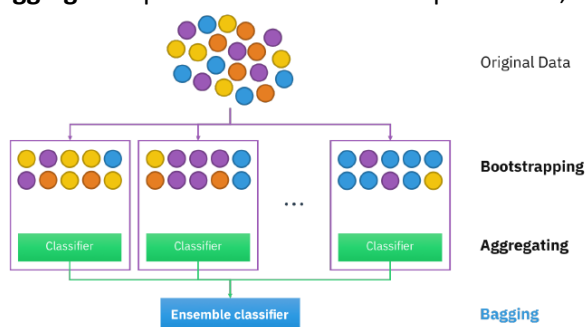 Original Data
Bootstrapping
...
Classifier Classifier Classifier Aggregating
Ensemble classifier Bagging